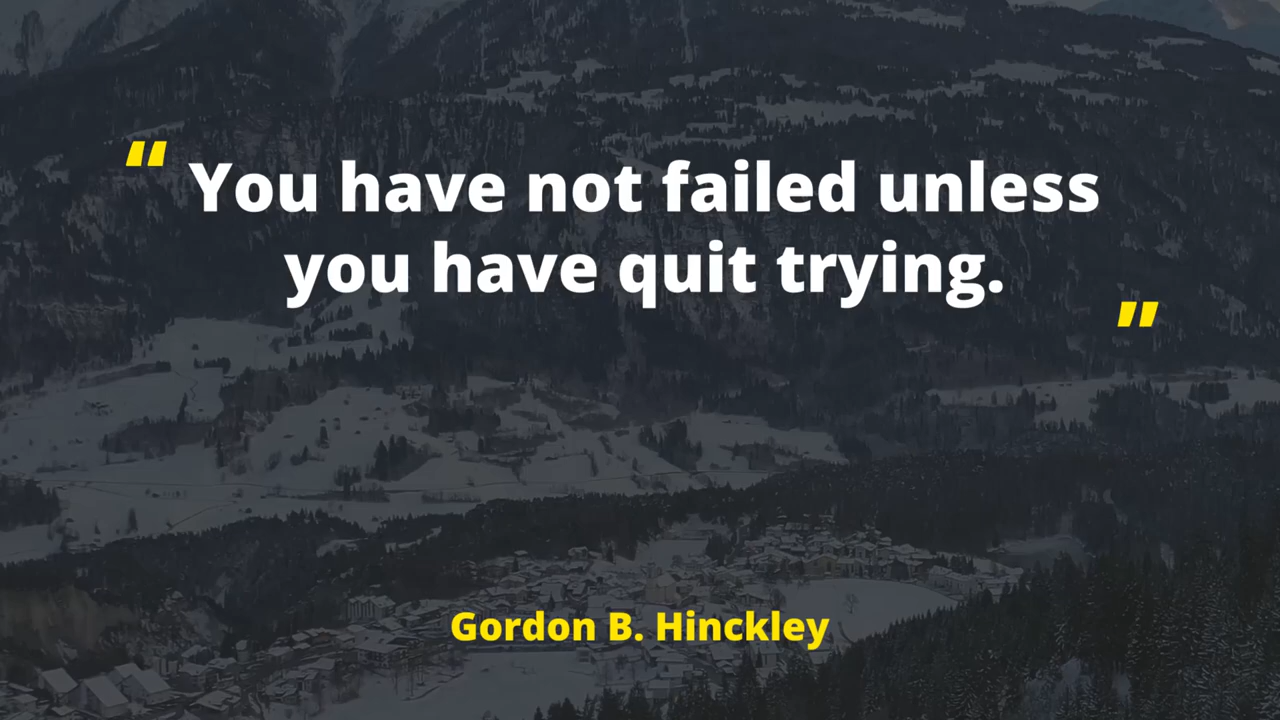 “ You have not failed unless
you have quit trying. ”
Gordon B. Hinckley